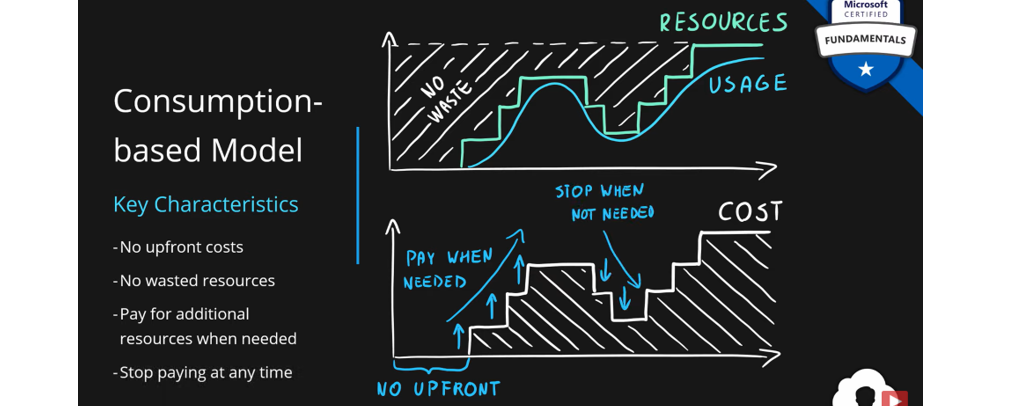 Consumption-
based Model
Key Characteristics
-No upfront costs
-No wasted resources
-Pay for additional
resources when needed
-Stop paying at any time
RESOURCES
NO
WASTE
USAGE
STOP WHEN
NOT NEEDED
COST
PAY WHEN
NEEDED
NO UPFRONT
Microsoft
CERTIFIED
FUNDAMENTALS